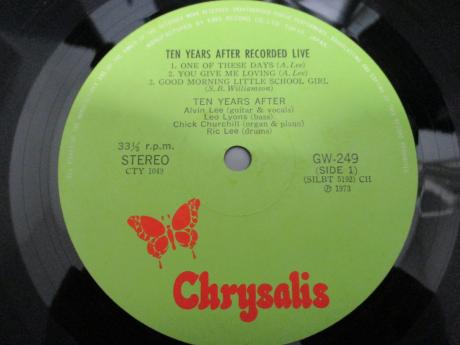 MANUFACTURED BY KING RECORD CO., LTD. TOKYO, JAPAN.
TEN YEARS AFTER RECORDED LIVE
1. ONE OF THESE DAYS (A. Lee)
2. YOU GIVE ME LOVING (A. Lee)
3. GOOD MORNING LITTLE SCHOOL GIRL
(S. B. Williamson)
TEN YEARS AFTER
Alvin Lee (guitar & vocals)
Leo Lyons (bass)
Chick Churchill (organ & piano)
Ric Lee (drums)
33⅓ r.p.m.
STEREO
CTY 1049
GW-249
(SIDE 1)
(SILBT 5192) CH
Ⓟ 1973
Chrysalis